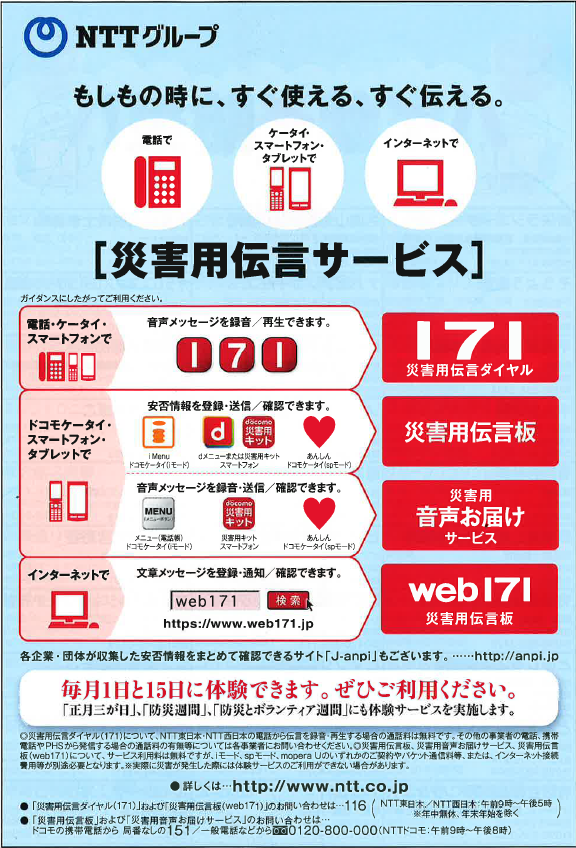 NTTグループ
もしもの時に、すぐ使える、すぐ伝える。
電話で
ケータイ・
スマートフォン・
タブレットで
インターネットで
[災害用伝言サービス]
ガイダンスにしたがってご利用ください。
電話・ケータイ・
スマートフォンで
音声メッセージを録音／再生できます。
1 7 1
171
災害用伝言ダイヤル
ドコモケータイ・
スマートフォン・
タブレットで
安否情報を登録・送信／確認できます。
d
docomo
災害用
キット
i Menu
ドコモケータイ(iモード)
dメニューまたは災害用キット
スマートフォン
あんしん
ドコモケータイ(spモード)
災害用伝言板
音声メッセージを録音・送信／確認できます。
MENU
docomo
災害用
キット
メニュー(電話帳)
ドコモケータイ(iモード)
災害用キット
スマートフォン
あんしん
ドコモケータイ(spモード)
災害用
音声お届け
サービス
インターネットで
文章メッセージを登録・通知／確認できます。
web171 検索
https://www.web171.jp
web171
災害用伝言板
各企業・団体が収集した安否情報をまとめて確認できるサイト「J-anpi」もございます。……http://anpi.jp
毎月1日と15日に体験できます。ぜひご利用ください。
「正月三が日」、「防災週間」、「防災とボランティア週間」にも体験サービスを実施します。
◎災害用伝言ダイヤル(171)について、NTT東日本・NTT西日本の電話から伝言を録音・再生する場合の通話料は無料です。その他の事業者の電話、携帯
電話やPHSから発信する場合の通話料の有無等については各事業者にお問い合わせください。◎災害用伝言板、災害用音声お届けサービス、災害用伝言
板(web171)について、サービス利用料は無料ですが、iモード、spモード、mopera Uのいずれかのご契約やパケット通信料等、または、インターネット接続
費用等が別途必要となります。※実際に災害が発生した際には体験サービスのご利用ができない場合があります。
●詳しくは…http://www.ntt.co.jp
●「災害用伝言ダイヤル(171)」および「災害用伝言板(web171)」のお問い合わせは…116(NTT東日本／NTT西日本:午前9時～午後5時
※年中無休、年末年始を除く)
●「災害用伝言板」および「災害用音声お届けサービス」のお問い合わせは…
ドコモの携帯電話から 局番なしの151／一般電話などから0120-800-000(NTTドコモ:午前9時～午後8時)